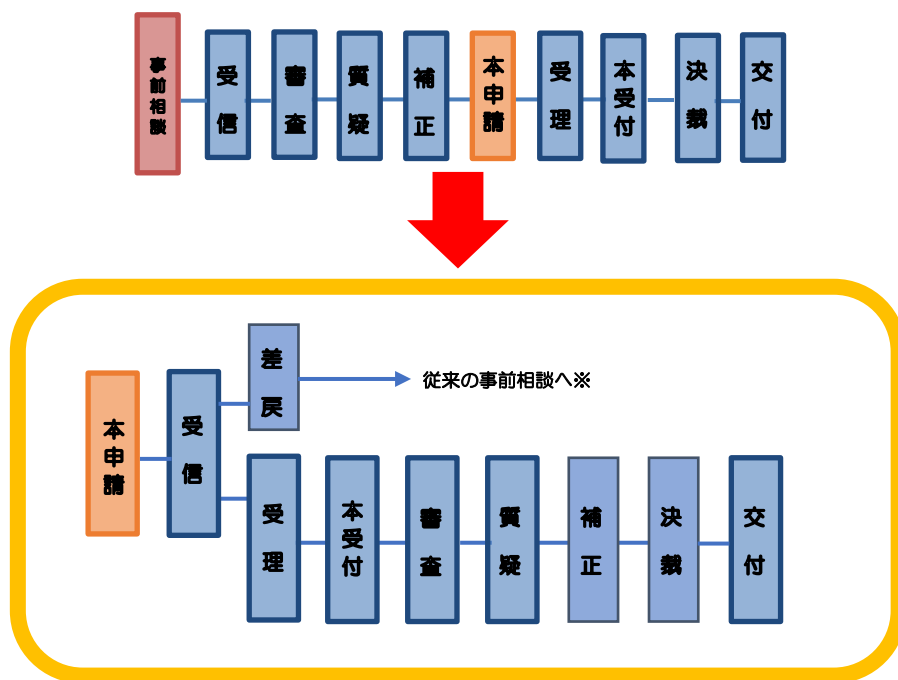 事前相談
受信
審査
質疑
補正
本申請
受理
本受付
決裁
交付
本申請
受信
差戻
従来の事前相談へ※
受理
本受付
審査
質疑
補正
決裁
交付